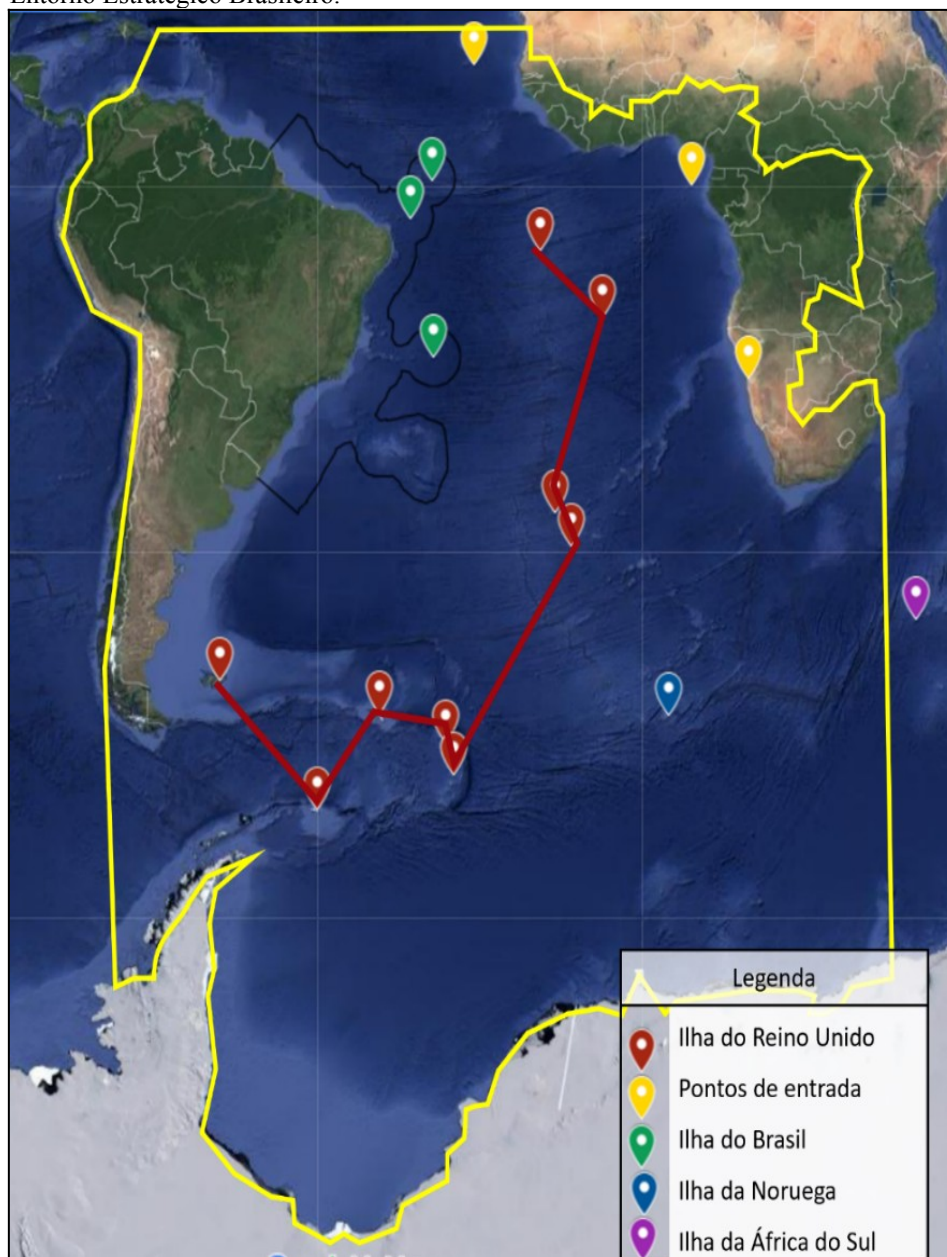 Entorno Estratégico Brasileiro.
Legenda
Ilha do Reino Unido
Pontos de entrada
Ilha do Brasil
Ilha da Noruega
Ilha da África do Sul